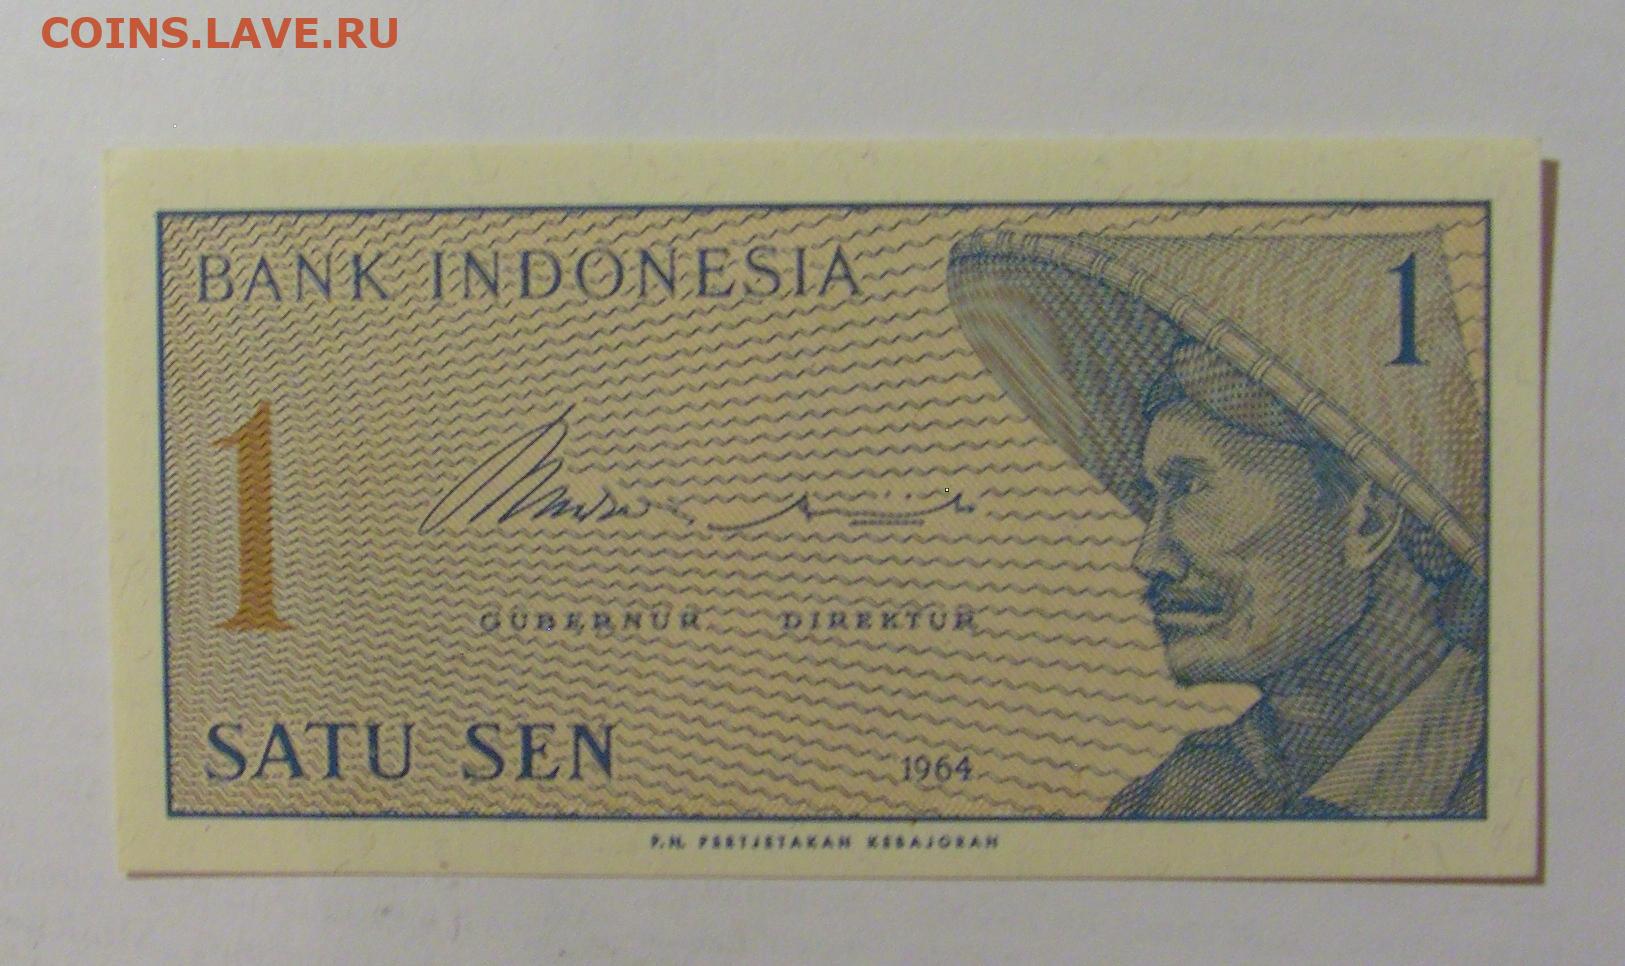 COINS.LAVE.RU
BANK INDONESIA
1
1
GUBERNUR DIREKTUR
SATU SEN
1964
P.N. PERTJETAKAN KEBAJORAN